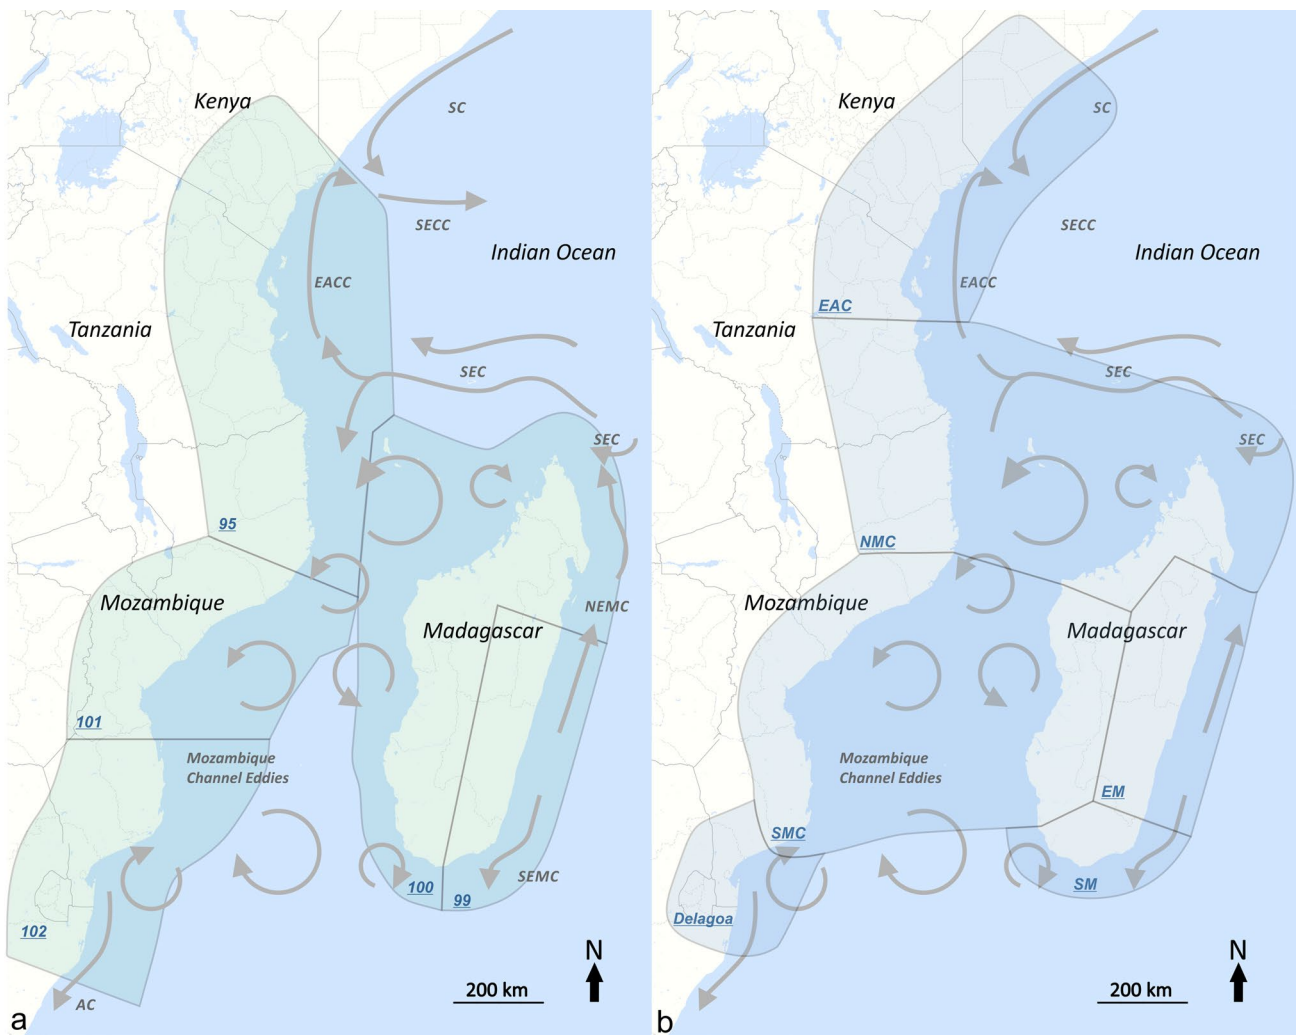 Kenya
SC
SECC
Indian Ocean
EACC
Tanzania
SEC
SEC
95
Mozambique
NEMC
Madagascar
101
Mozambique
Channel Eddies
SEMC
100
99
102
N
200 km
AC
a
Kenya
SC
SECC
Indian Ocean
EACC
EAC
Tanzania
SEC
SEC
NMC
Mozambique
Madagascar
Mozambique
Channel Eddies
EM
SMC
SM
Delagoa
N
200 km
b